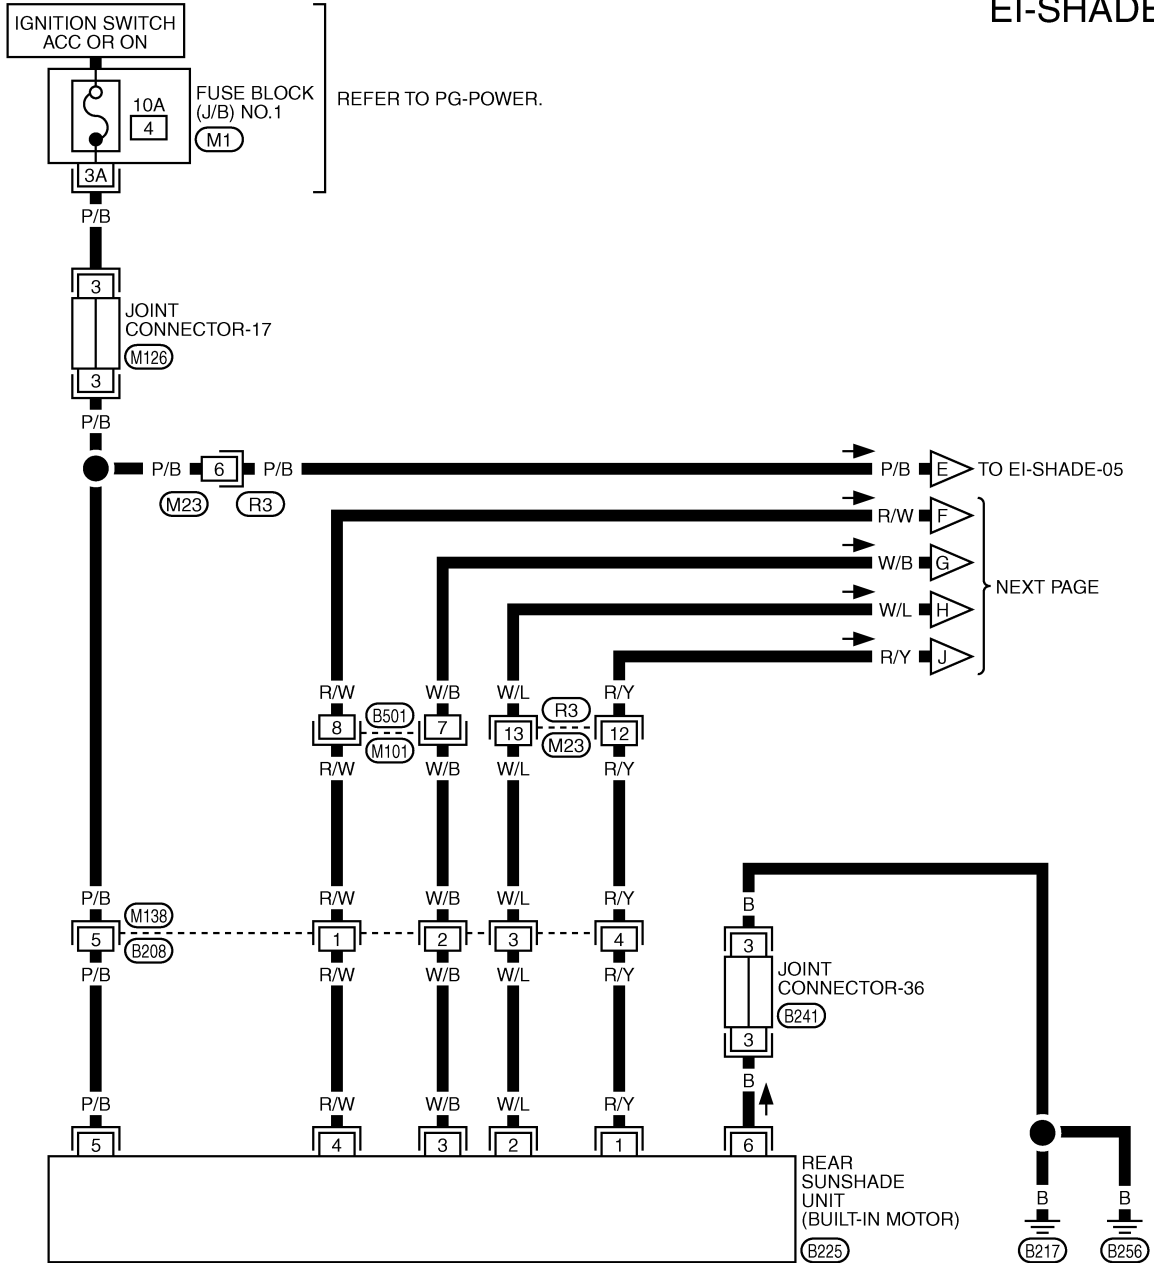 EI-SHADE
IGNITION SWITCH
ACC OR ON
10A
4
FUSE BLOCK
(J/B) NO.1
M1
REFER TO PG-POWER.
3A
P/B
3
JOINT
CONNECTOR-17
M126
3
P/B
P/B 6 P/B
M23 R3
P/B E TO EI-SHADE-05
R/W F
W/B G
W/L H
R/Y J
NEXT PAGE
R/W W/B W/L R/Y
8 B501 M101 7 13 R3 M23 12
R/W W/B W/L R/Y
P/B R/W W/B W/L R/Y B
5 M138 B208 1 2 3 4
P/B R/W W/B W/L R/Y
3
JOINT
CONNECTOR-36
B241
3
B
P/B R/W W/B W/L R/Y
5 4 3 2 1 6
REAR
SUNSHADE
UNIT
(BUILT-IN MOTOR)
B225
B B
B217 B256